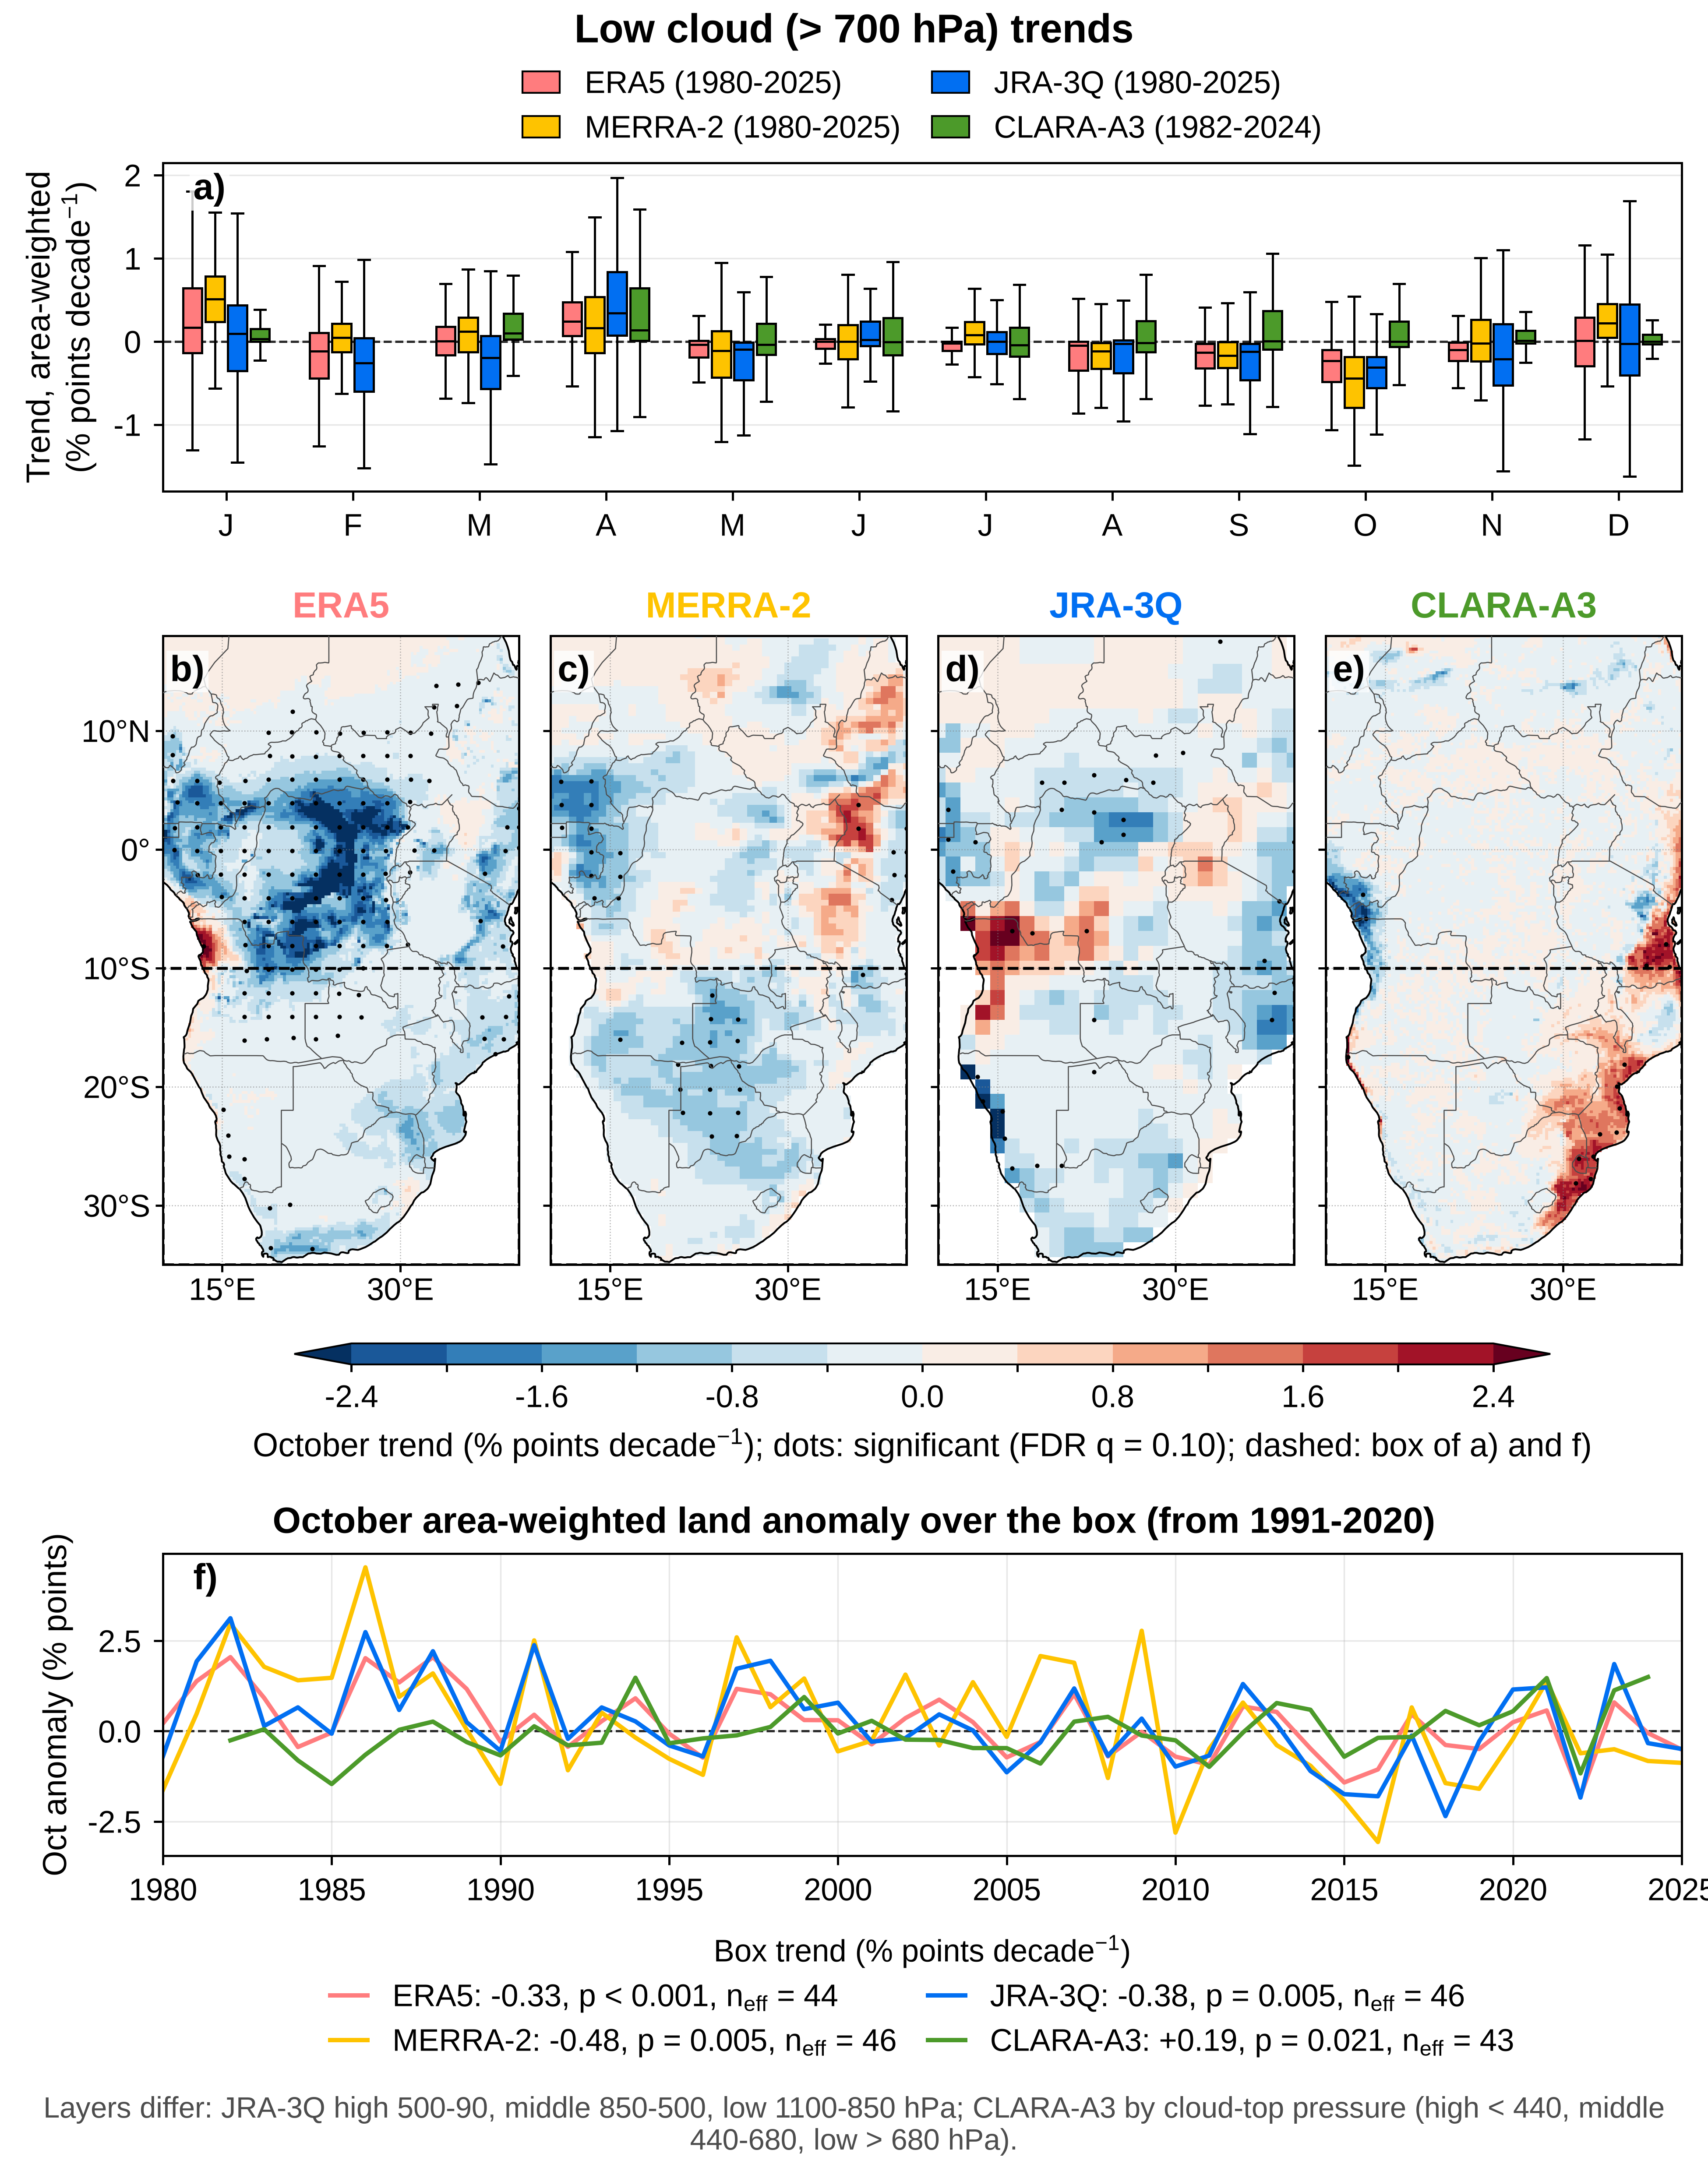 Low cloud (> 700 hPa) trends
ERA5 (1980-2025)
JRA-3Q (1980-2025)
MERRA-2 (1980-2025)
CLARA-A3 (1982-2024)
Trend, area-weighted
(% points decade⁻¹)
2
1
0
-1
a)
J F M A M J J A S O N D
ERA5
MERRA-2
JRA-3Q
CLARA-A3
b)
c)
d)
e)
10°N
0°
10°S
20°S
30°S
15°E 30°E 15°E 30°E 15°E 30°E 15°E 30°E
-2.4 -1.6 -0.8 0.0 0.8 1.6 2.4
October trend (% points decade⁻¹); dots: significant (FDR q = 0.10); dashed: box of a) and f)
October area-weighted land anomaly over the box (from 1991-2020)
Oct anomaly (% points)
f)
2.5
0.0
-2.5
1980 1985 1990 1995 2000 2005 2010 2015 2020 2025
Box trend (% points decade⁻¹)
ERA5: -0.33, p < 0.001, neff = 44
JRA-3Q: -0.38, p = 0.005, neff = 46
MERRA-2: -0.48, p = 0.005, neff = 46
CLARA-A3: +0.19, p = 0.021, neff = 43
Layers differ: JRA-3Q high 500-90, middle 850-500, low 1100-850 hPa; CLARA-A3 by cloud-top pressure (high < 440, middle
440-680, low > 680 hPa).